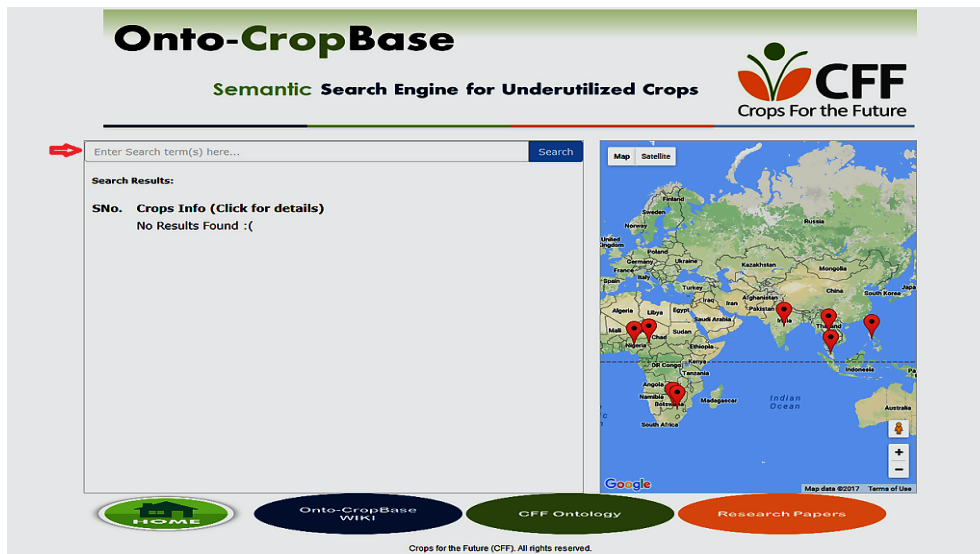 Onto-CropBase
Semantic Search Engine for Underutilized Crops
CFF
Crops For the Future
Enter Search term(s) here...
Search
Search Results:
SNo. Crops Info (Click for details)
No Results Found :(
Map Satellite
Finland
Sweden
Norway
Russia
United
Kingdom
Poland
Germany
Ukraine
France
Kazakhstan
Mongolia
Spain
Italy
Turkey
China
South Korea
Japa
Iraq
Iran
Afghanistan
Pakistan
Algeria
Libya
Egypt
Saudi Arabia
India
Thailand
Mali
Chad
Sudan
Nigeria
Ethiopia
DR Congo
Kenya
Tanzania
Indonesia
Pa
Angola
Namibia
Botswana
Madagascar
Indian
Ocean
Australia
South Africa
+
−
Google
Map data ©2017 Terms of Use
HOME
Onto-CropBase
WIKI
CFF Ontology
Research Papers
Crops for the Future (CFF). All rights reserved.